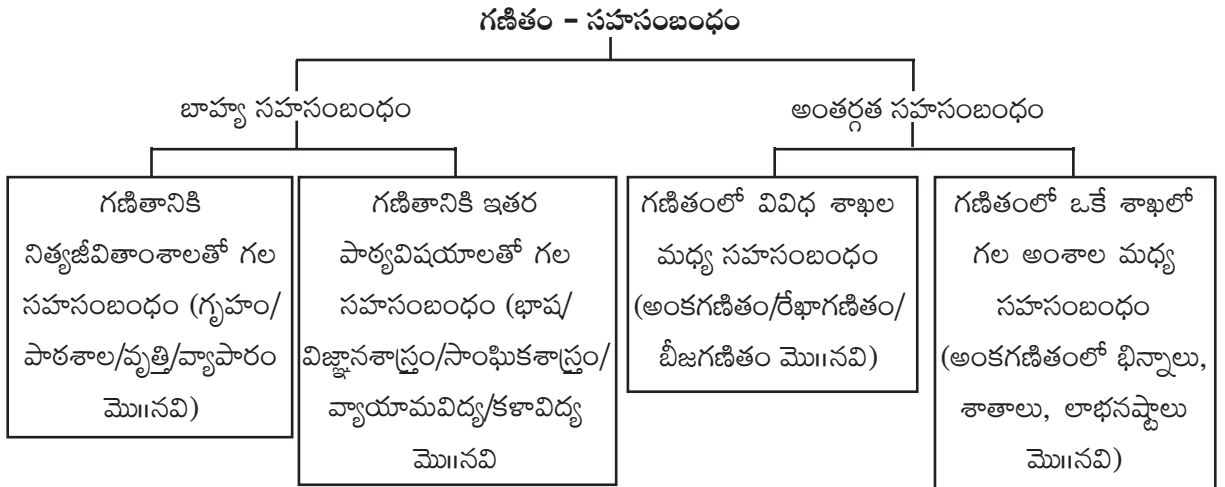 గణితం – సహసంబంధం
బాహ్య సహసంబంధం
అంతర్గత సహసంబంధం
గణితానికి
నిత్యజీవితాంశాలతో గల
సహసంబంధం (గృహం/
పాఠశాల/వృత్తి/వ్యాపారం
మొ॥నవి)
గణితానికి ఇతర
పాఠ్యవిషయాలతో గల
సహసంబంధం (భాష/
విజ్ఞానశాస్త్రం/సాంఘికశాస్త్రం/
వ్యాయామవిద్య/కళావిద్య
మొ॥నవి
గణితంలో వివిధ శాఖల
మధ్య సహసంబంధం
(అంకగణితం/రేఖాగణితం/
బీజగణితం మొ॥నవి)
గణితంలో ఒకే శాఖలో
గల అంశాల మధ్య
సహసంబంధం
(అంకగణితంలో భిన్నాలు,
శాతాలు, లాభనష్టాలు
మొ॥నవి)